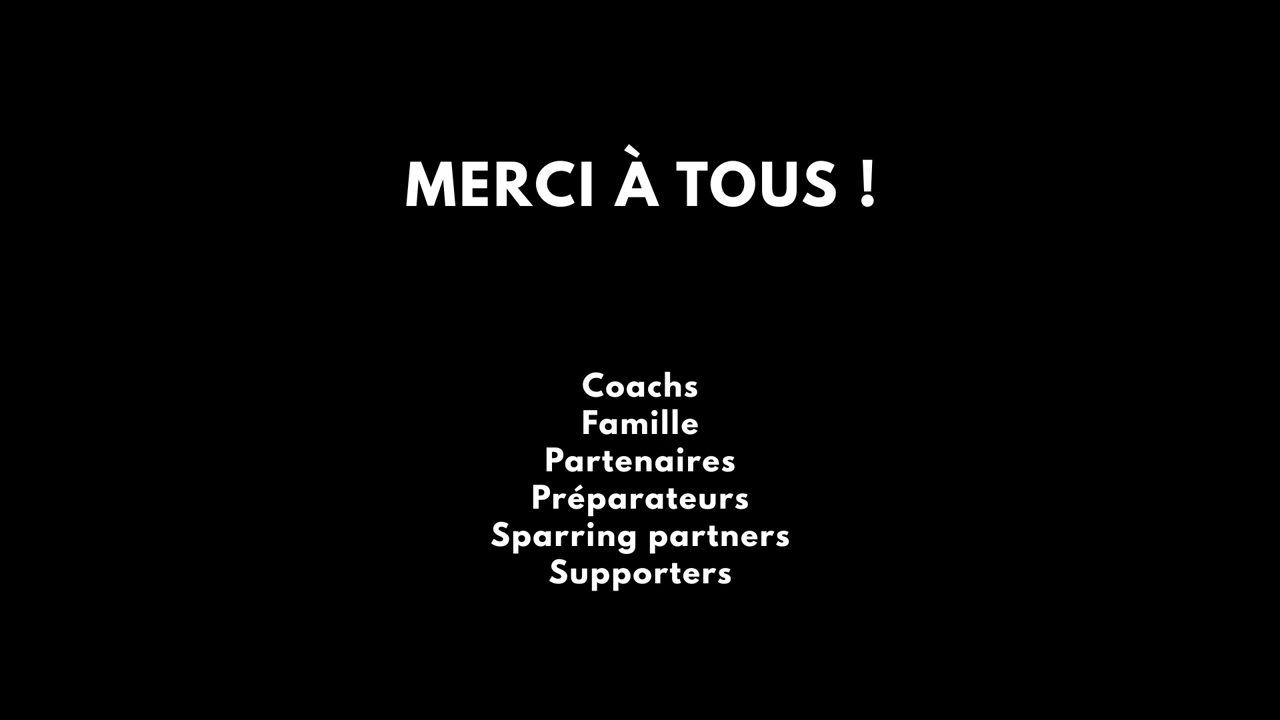 MERCI À TOUS !
Coachs
Famille
Partenaires
Préparateurs
Sparring partners
Supporters